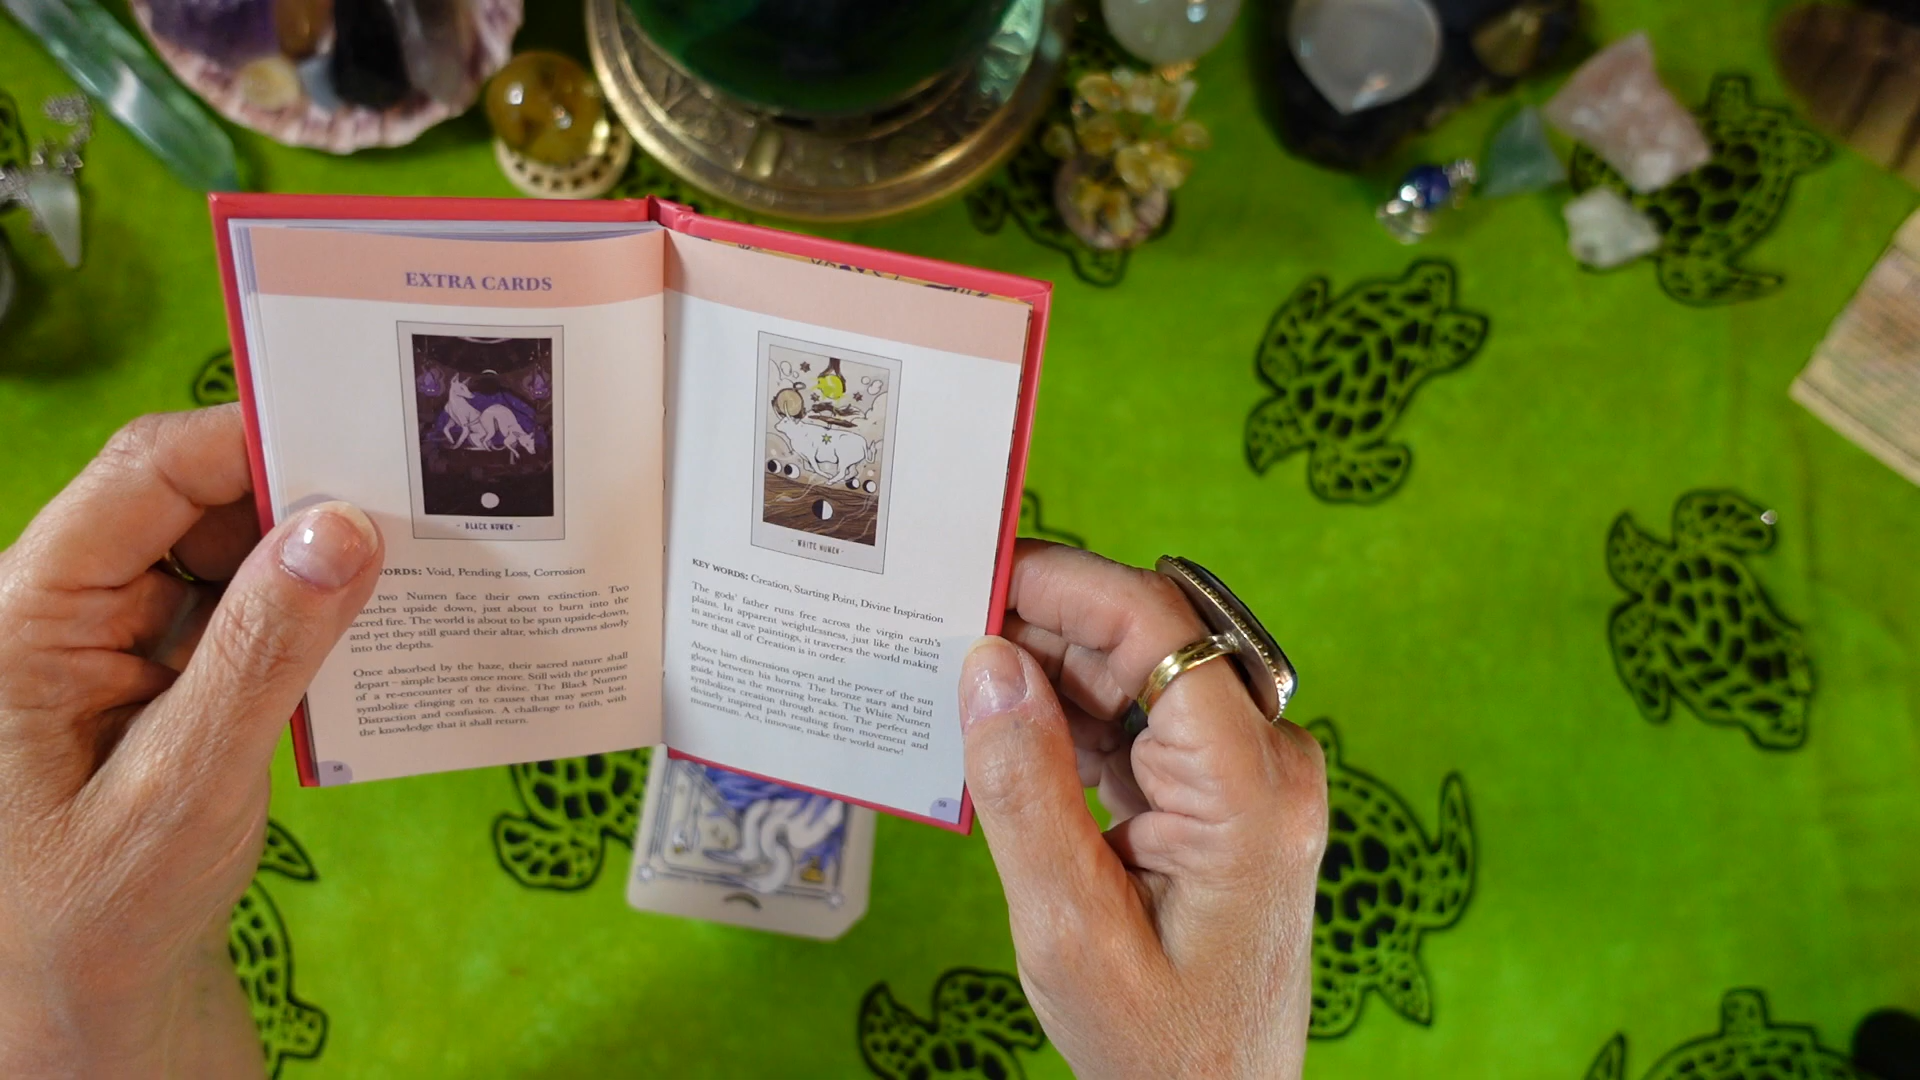 EXTRA CARDS
- BLACK NUMEN -
WORDS: Void, Pending Loss, Corrosion
two Numen face their own extinction. Two
upside down, just about to burn into the
sacred fire. The world is about to be spun upside-down,
and yet they still guard their altar, which drowns slowly
into the depths.
Once absorbed by the haze, their sacred nature shall
depart – simple beasts once more. Still with the promise
of a re-encounter of the divine. The Black Numen
symbolize clinging on to causes that may seem lost.
Distraction and confusion. A challenge to faith, with
the knowledge that it shall return.
58
- WHITE NUMEN -
KEY WORDS: Creation, Starting Point, Divine Inspiration
The gods' father runs free across the virgin earth's
plains. In apparent weightlessness, just like the bison
in ancient cave paintings, it traverses the world making
sure that all of Creation is in order.
Above him dimensions open and the power of the sun
glows between his horns. The bronze stars and bird
guide him as the morning breaks. The White Numen
symbolizes creation through action. The perfect and
divinely inspired path resulting from movement and
momentum. Act, innovate, make the world anew!
59